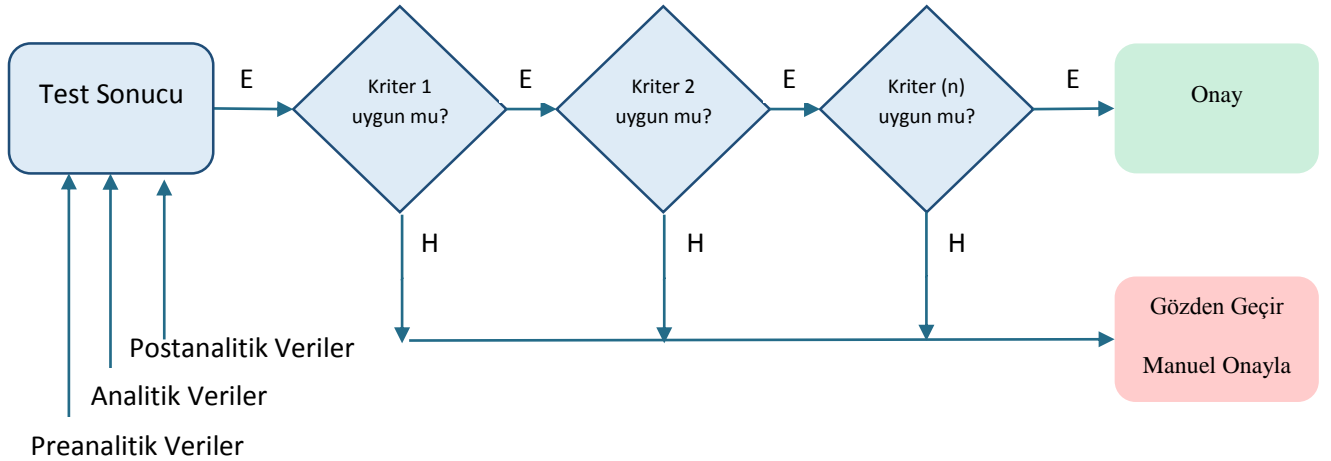 Test Sonucu
E
Kriter 1
uygun mu?
E
Kriter 2
uygun mu?
E
Kriter (n)
uygun mu?
E
Onay
H
H
H
Gözden Geçir
Manuel Onayla
Postanalitik Veriler
Analitik Veriler
Preanalitik Veriler